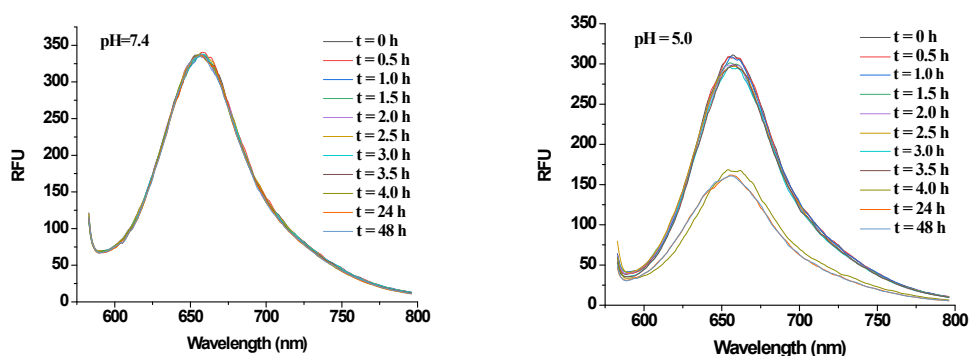 pH=7.4
350
300
250
200
150
100
50
0
RFU
600
650
700
750
800
Wavelength (nm)
t = 0 h
t = 0.5 h
t = 1.0 h
t = 1.5 h
t = 2.0 h
t = 2.5 h
t = 3.0 h
t = 3.5 h
t = 4.0 h
t = 24 h
t = 48 h
pH = 5.0
350
300
250
200
150
100
50
0
RFU
600
650
700
750
800
Wavelength (nm)
t = 0 h
t = 0.5 h
t = 1.0 h
t = 1.5 h
t = 2.0 h
t = 2.5 h
t = 3.0 h
t = 3.5 h
t = 4.0 h
t = 24 h
t = 48 h